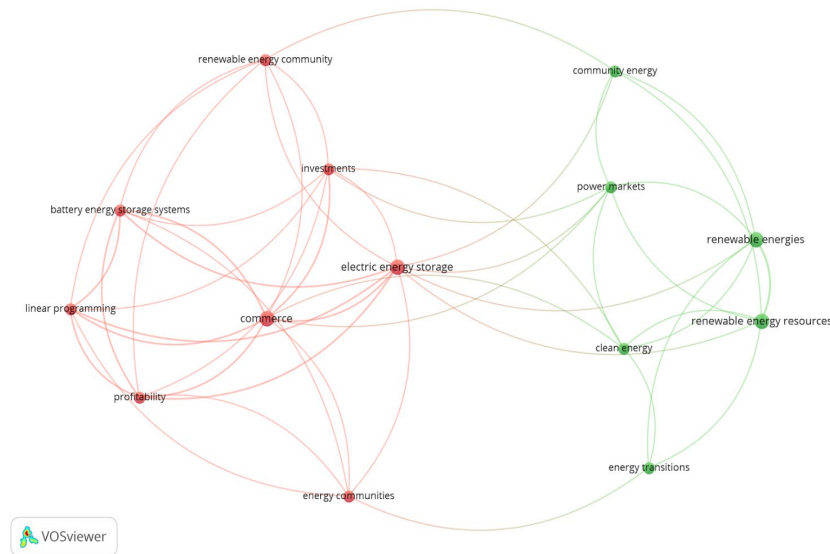 renewable energy community
community energy
investments
power markets
battery energy storage systems
renewable energies
electric energy storage
linear programming
commerce
renewable energy resources
clean energy
profitability
energy transitions
energy communities
VOSviewer